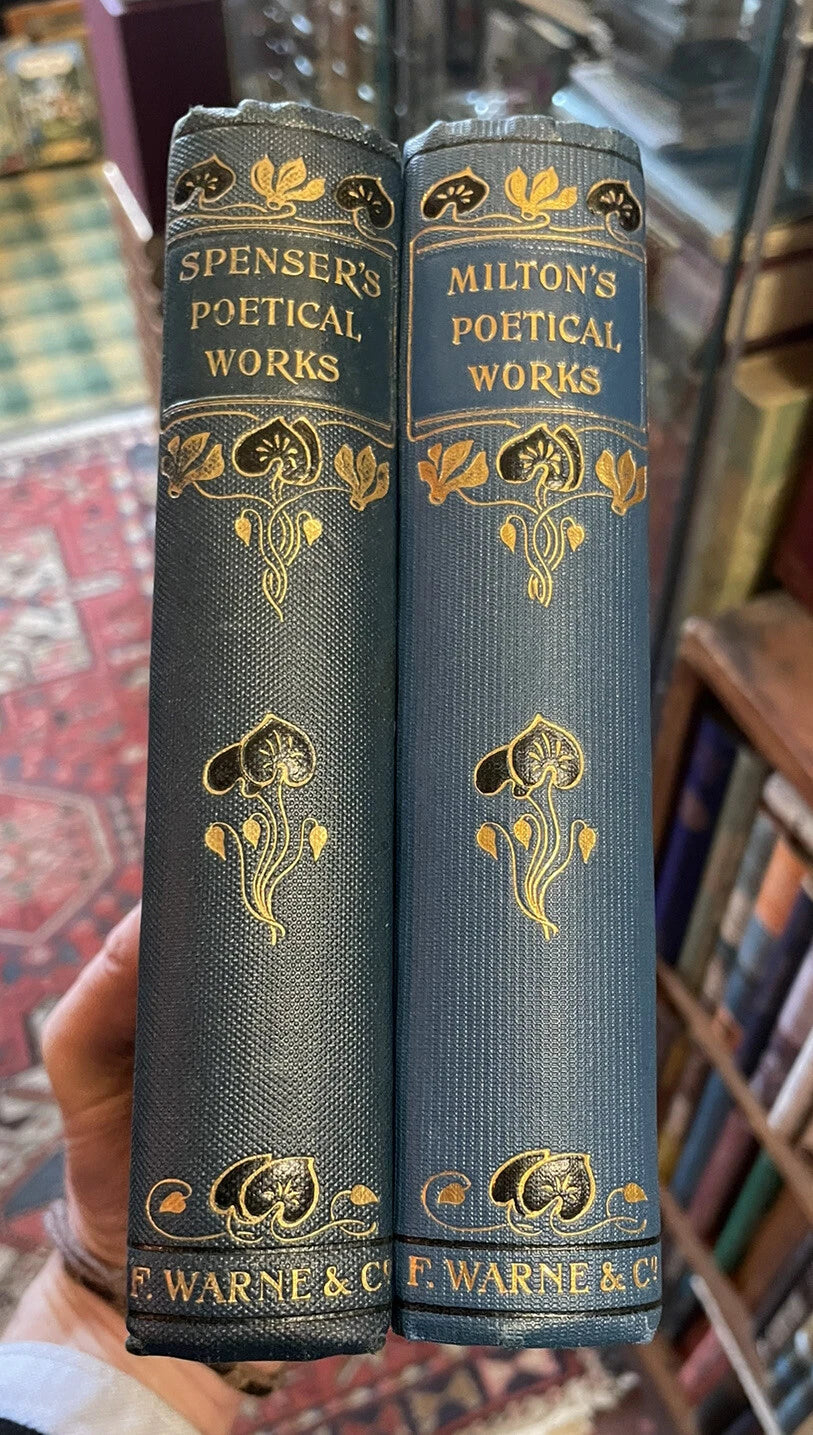 SPENSER'S
POETICAL
WORKS
F. WARNE & Co
MILTON'S
POETICAL
WORKS
F. WARNE & Co